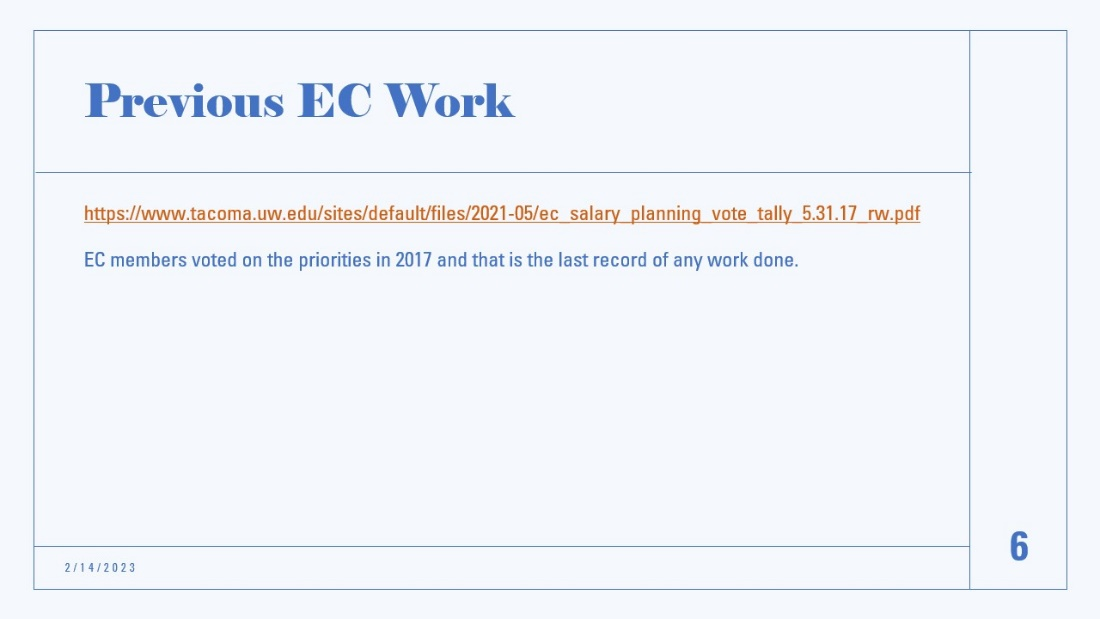 Previous EC Work
https://www.tacoma.uw.edu/sites/default/files/2021-05/ec_salary_planning_vote_tally_5.31.17_rw.pdf
EC members voted on the priorities in 2017 and that is the last record of any work done.
6
2/14/2023